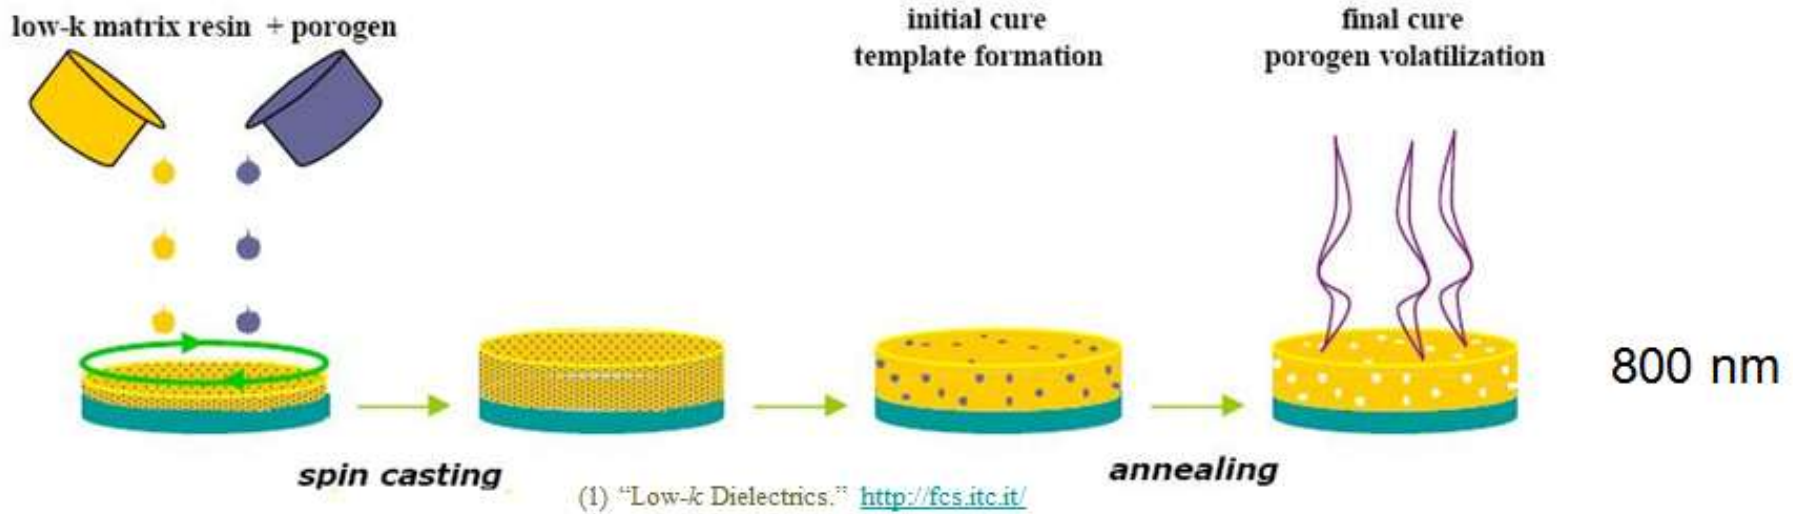 low-k matrix resin + porogen
initial cure
template formation
final cure
porogen volatilization
800 nm
spin casting
annealing
(1) “Low-k Dielectrics.” http://fcs.itc.it/